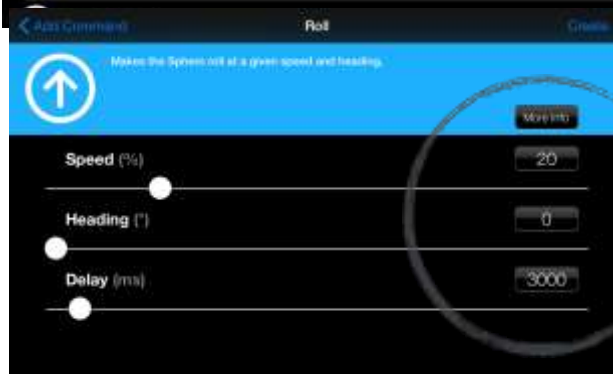 Add Command
Roll
Create
Makes the Sphero roll at a given speed and heading.
More Info
Speed (%)
20
Heading (°)
0
Delay (ms)
3000